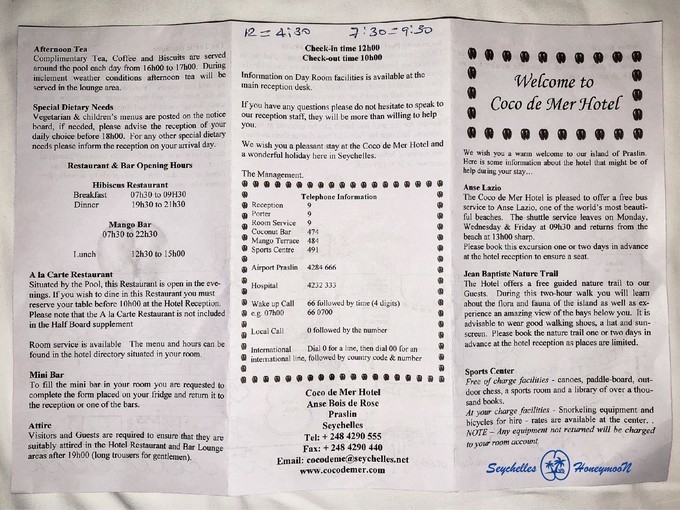 Afternoon Tea
Complimentary Tea, Coffee and Biscuits are served
around the pool each day from 16h00 to 17h00. During
inclement weather conditions afternoon tea will be
served in the lounge area.
Special Dietary Needs
Vegetarian & children's menus are posted on the notice
board, if needed, please advise the reception of your
daily choice before 18h00. For any other special dietary
needs please inform the reception on your arrival day.
Restaurant & Bar Opening Hours
Hibiscus Restaurant
Breakfast 07h30 to 09H30
Dinner 19h30 to 21h30
Mango Bar
07h30 to 22h30
Lunch 12h30 to 15h00
A la Carte Restaurant
Situated by the Pool, this Restaurant is open in the eve-
nings. If you wish to dine in this Restaurant you must
reserve your table before 10h00 at the Hotel Reception.
Please note that the A la Carte Restaurant is not included
in the Half Board supplement
Room service is available The menu and hours can be
found in the hotel directory situated in your room.
Mini Bar
To fill the mini bar in your room you are requested to
complete the form placed on your fridge and return it to
the reception or one of the bars.
Attire
Visitors and Guests are required to ensure that they are
suitably attired in the Hotel Restaurant and Bar Lounge
areas after 19h00 (long trousers for gentlemen).
12 = 4:30 7:30=9:30
Check-in time 12h00
Check-out time 10h00
Information on Day Room facilities is available at the
main reception desk.
If you have any questions please do not hesitate to speak to
our reception staff, they will be more than willing to help
you.
We wish you a pleasant stay at the Coco de Mer Hotel and
a wonderful holiday here in Seychelles.
The Management.
Telephone Information
Reception 9
Porter 9
Room Service 9
Coconut Bar 474
Mango Terrace 484
Sports Centre 491
Airport Praslin 4284 666
Hospital 4232 333
Wake up Call 66 followed by time (4 digits)
e.g. 07h00 66 0700
Local Call 0 followed by the number
International Dial 0 for a line, then dial 00 for an
international line, followed by country code & number
Coco de Mer Hotel
Anse Bois de Rose
Praslin
Seychelles
Tel: + 248 4290 555
Fax: + 248 4290 440
Email: cocodeme@seychelles.net
www.cocodemer.com
Welcome to
Coco de Mer Hotel
We wish you a warm welcome to our island of Praslin.
Here is some information about the hotel that might be of
help during your stay…
Anse Lazio
The Coco de Mer Hotel is pleased to offer a free bus
service to Anse Lazio, one of the world's most beauti-
ful beaches. The shuttle service leaves on Monday,
Wednesday & Friday at 09h30 and returns from the
beach at 13h00 sharp.
Please book this excursion one or two days in advance
at the hotel reception to ensure a seat.
Jean Baptiste Nature Trail
The Hotel offers a free guided nature trail to our
Guests. During this two-hour walk you will learn
about the flora and fauna of the island as well as ex-
perience an amazing view of the bays below you. It is
advisable to wear good walking shoes, a hat and sun-
screen. Please book the nature trail one or two days in
advance at the hotel reception as places are limited.
Sports Center
Free of charge facilities - canoes, paddle-board, out-
door chess, a sports room and a library of over a thou-
sand books.
At your charge facilities - Snorkeling equipment and
bicycles for hire - rates are available at the center. .
NOTE – Any equipment not returned will be charged
to your room account.
Seychelles HoneymooN